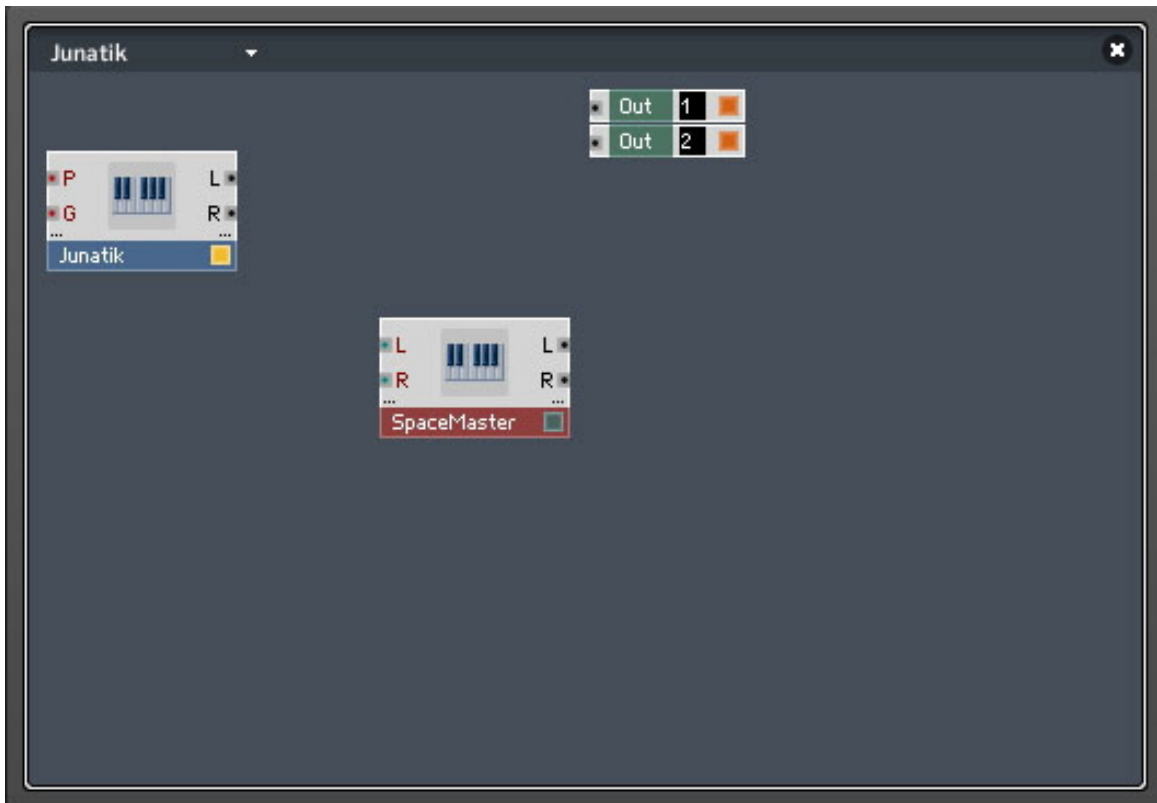 Junatik
Out 1
Out 2
P L
G R
... ...
Junatik
L L
R R
... ...
SpaceMaster